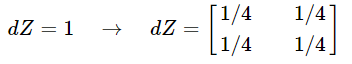 dZ = 1 → dZ = [1/4 1/4
1/4 1/4]